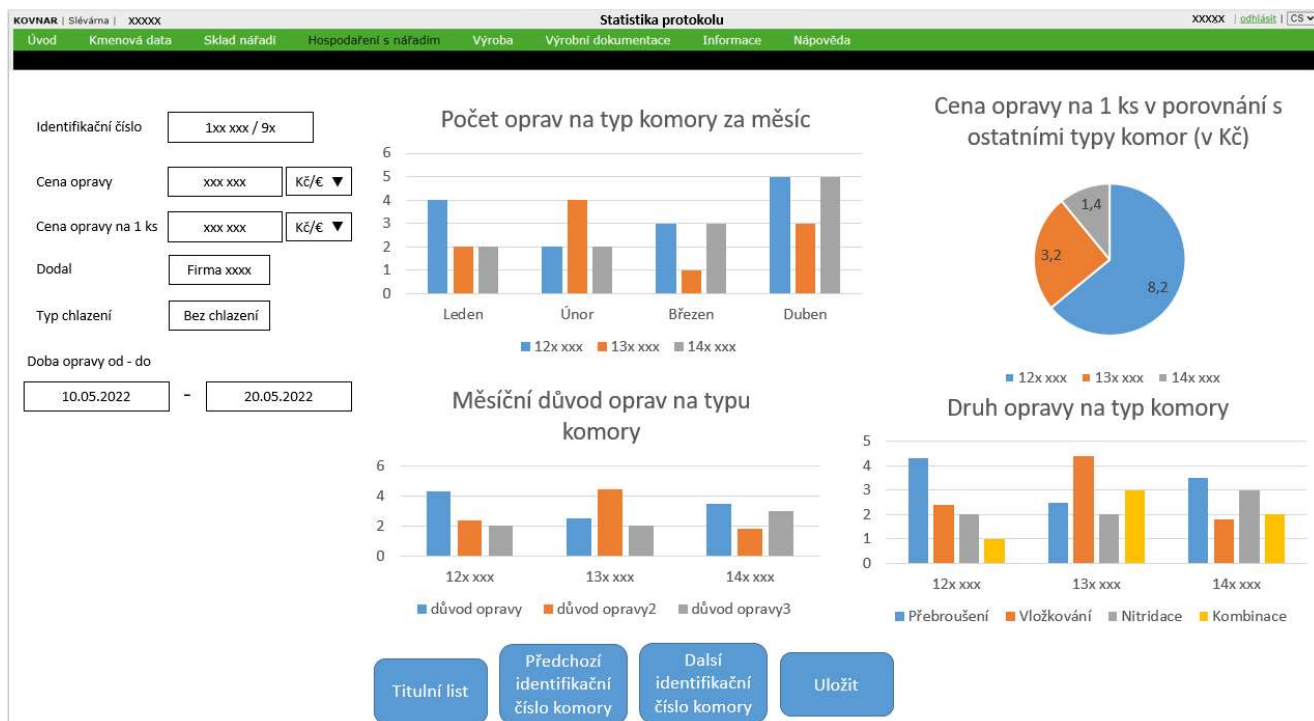 KOVNAR | Slévárna | XXXXX
Statistika protokolu
XXXXX | odhlásit | CS
Úvod Kmenová data Sklad nářadí Hospodaření s nářadím Výroba Výrobní dokumentace Informace Nápověda
Identifikační číslo 1xx xxx / 9x
Cena opravy xxx xxx Kč/€ ▼
Cena opravy na 1 ks xxx xxx Kč/€ ▼
Dodal Firma xxxx
Typ chlazení Bez chlazení
Doba opravy od - do
10.05.2022 - 20.05.2022
Počet oprav na typ komory za měsíc
6
5
4
3
2
1
0
Leden Únor Březen Duben
12x xxx 13x xxx 14x xxx
Cena opravy na 1 ks v porovnání s
ostatními typy komor (v Kč)
1,4
3,2
8,2
12x xxx 13x xxx 14x xxx
Měsíční důvod oprav na typu
komory
6
4
2
0
12x xxx 13x xxx 14x xxx
důvod opravy důvod opravy2 důvod opravy3
Druh opravy na typ komory
5
4
3
2
1
0
12x xxx 13x xxx 14x xxx
Přebroušení Vložkování Nitridace Kombinace
Titulní list
Předchozí
identifikační
číslo komory
Dalsí
identifikační
číslo komory
Uložit